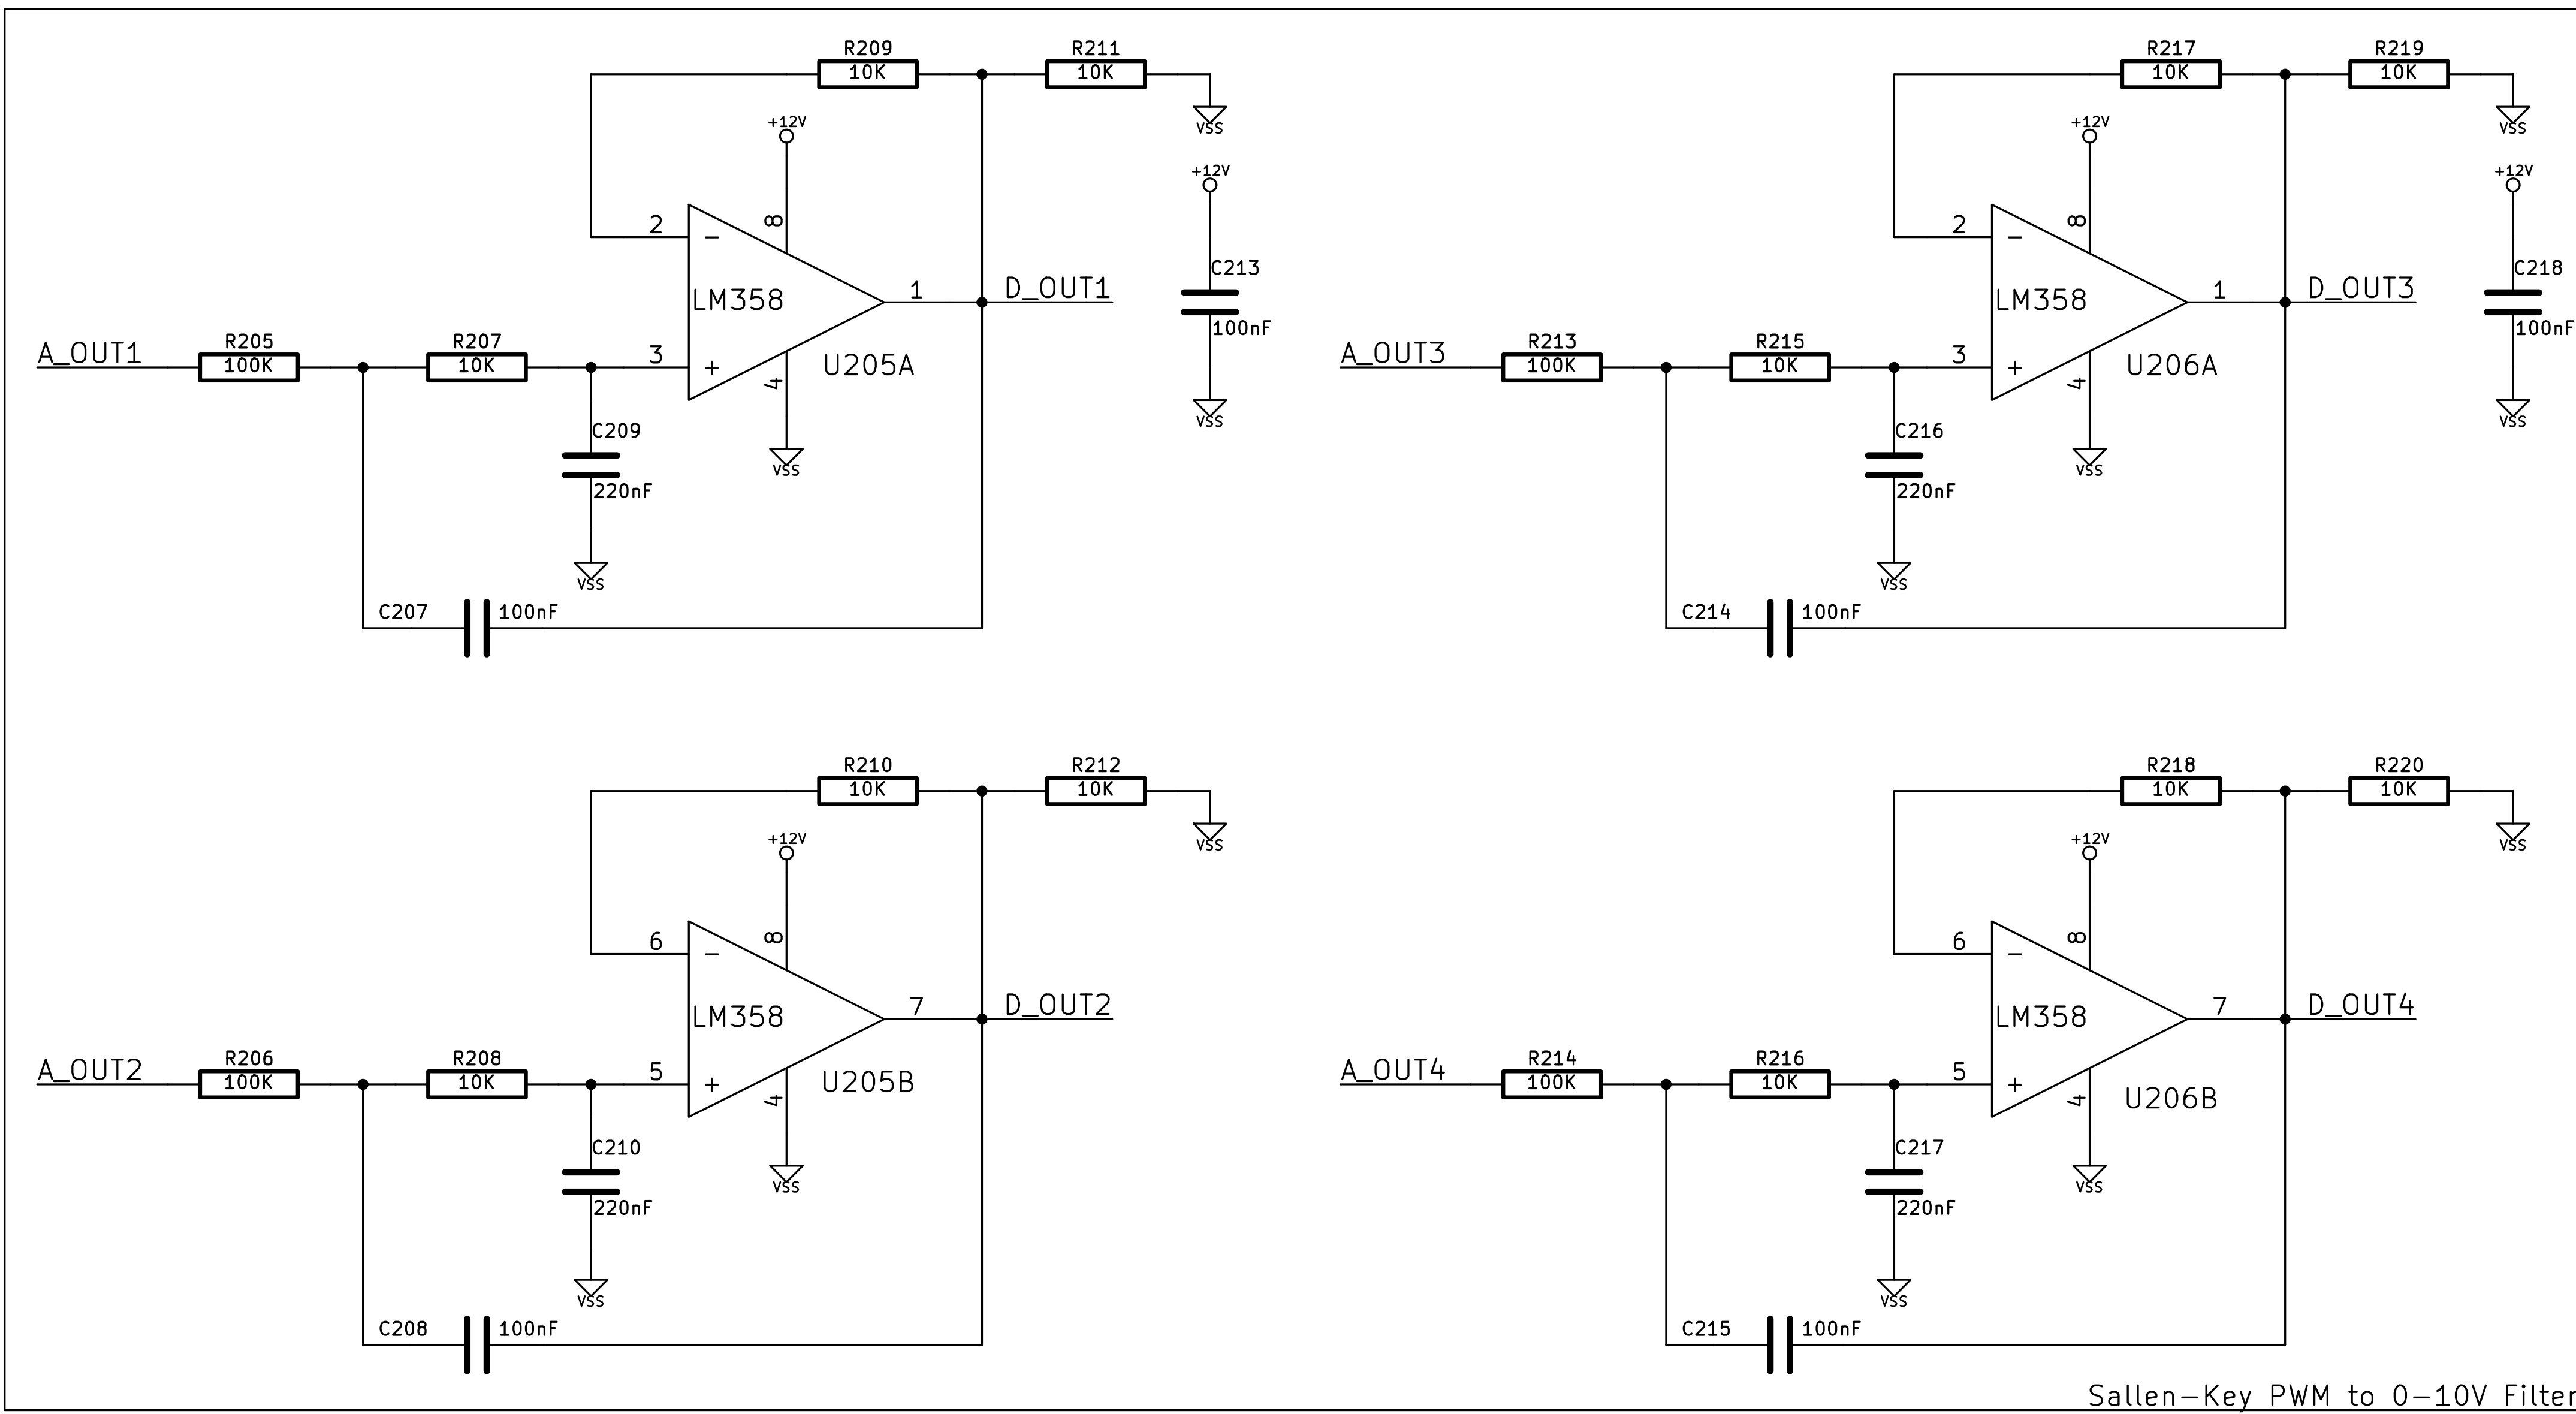 R209
10K
R211
10K
VSS
+12V
+12V
2
8
C213
100nF
LM358
1
D_OUT1
A_OUT1
R205
100K
R207
10K
3
4
U205A
VSS
C209
220nF
VSS
VSS
C207
100nF
R217
10K
R219
10K
VSS
+12V
+12V
2
8
C218
100nF
LM358
1
D_OUT3
A_OUT3
R213
100K
R215
10K
3
4
U206A
VSS
C216
220nF
VSS
VSS
C214
100nF
R210
10K
R212
10K
VSS
+12V
6
8
LM358
7
D_OUT2
A_OUT2
R206
100K
R208
10K
5
4
U205B
C210
220nF
VSS
VSS
C208
100nF
R218
10K
R220
10K
VSS
+12V
6
8
LM358
7
D_OUT4
A_OUT4
R214
100K
R216
10K
5
4
U206B
C217
220nF
VSS
VSS
C215
100nF
Sallen-Key PWM to 0-10V Filter